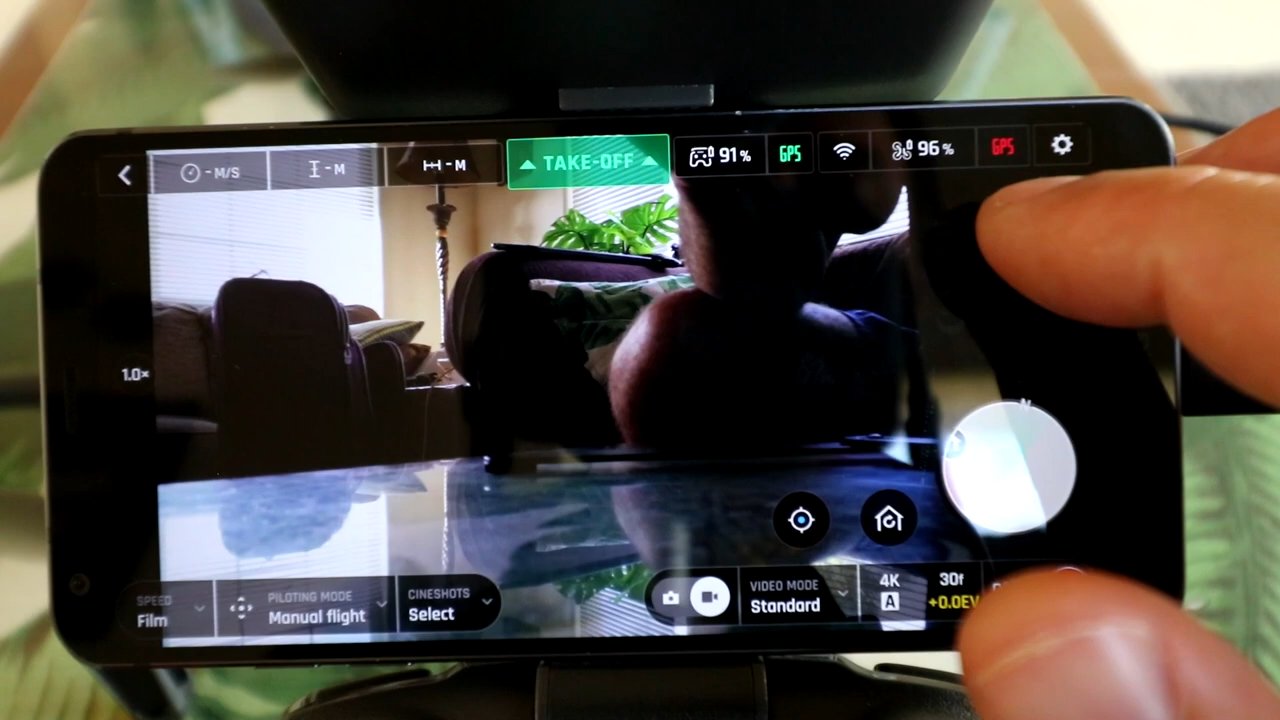 - M/S
- M
- M
TAKE-OFF
91%
GPS
96%
GPS
1.0×
N
SPEED
Film
PILOTING MODE
Manual flight
CINESHOTS
Select
VIDEO MODE
Standard
4K
A
30f
+0.0EV